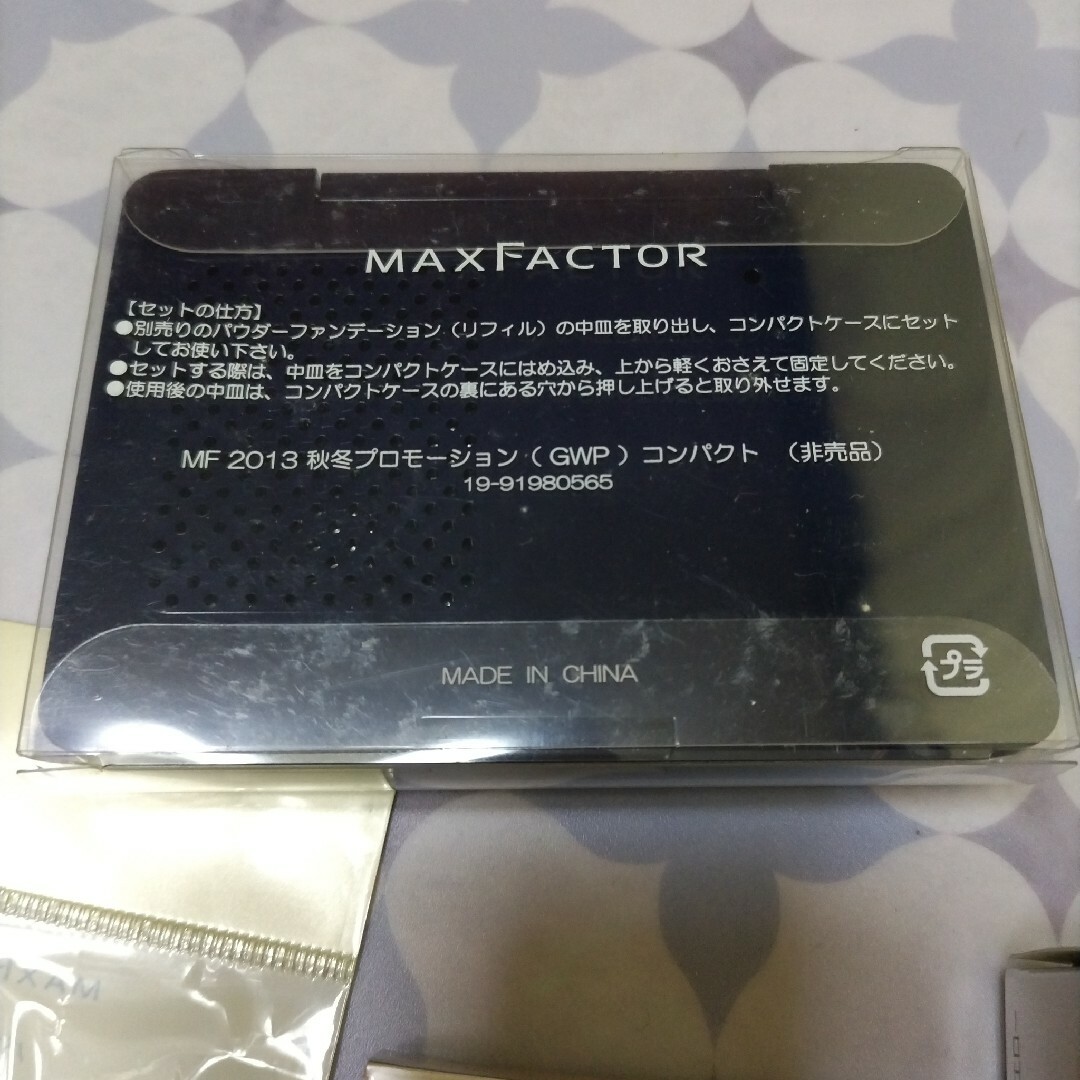 MAXFACTOR
【セットの仕方】
●別売りのパウダーファンデーション（リフィル）の中皿を取り出し、コンパクトケースにセット
してお使い下さい。
●セットする際は、中皿をコンパクトケースにはめ込み、上から軽くおさえて固定してください。
●使用後の中皿は、コンパクトケースの裏にある穴から押し上げると取り外せます。
MF 2013 秋冬プロモーション（ GWP ）コンパクト （非売品）
19-91980565
MADE IN CHINA
プラ